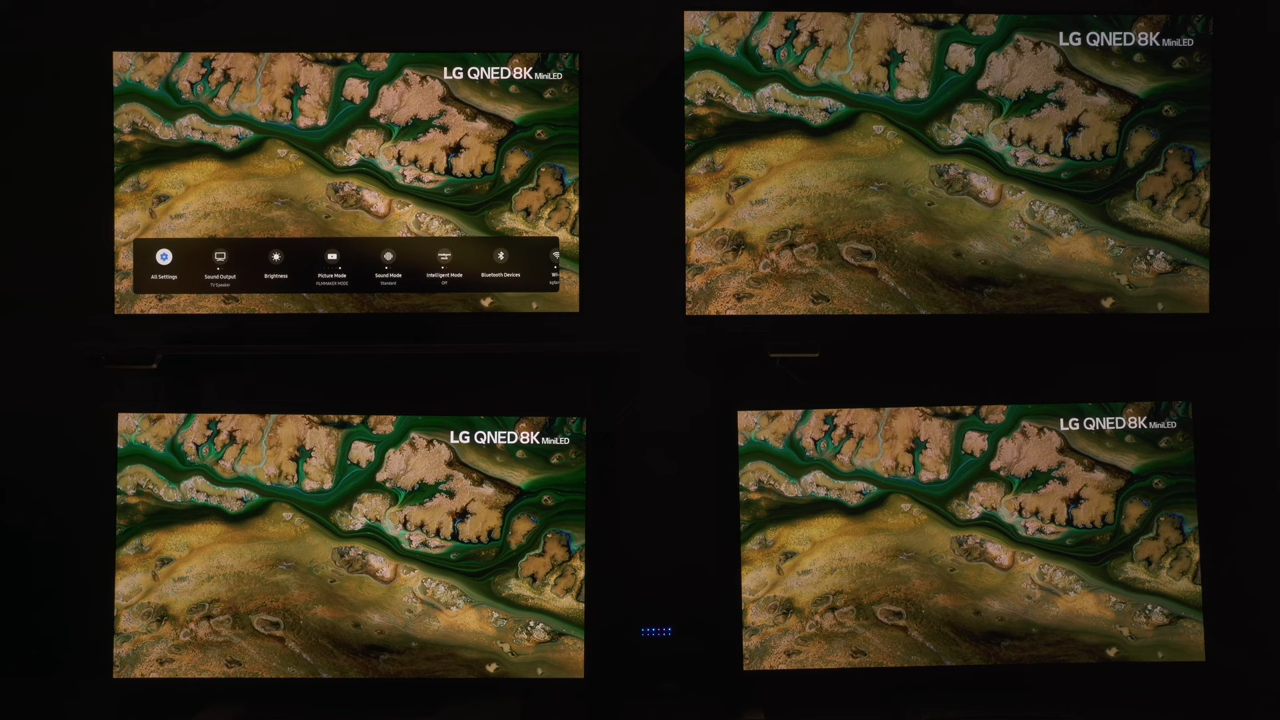 LG QNED 8K MiniLED
LG QNED 8K MiniLED
All Settings
Sound Output
TV Speaker
Brightness
Picture Mode
FILMMAKER MODE
Sound Mode
Standard
Intelligent Mode
Off
Bluetooth Devices
LG QNED 8K MiniLED
LG QNED 8K MiniLED